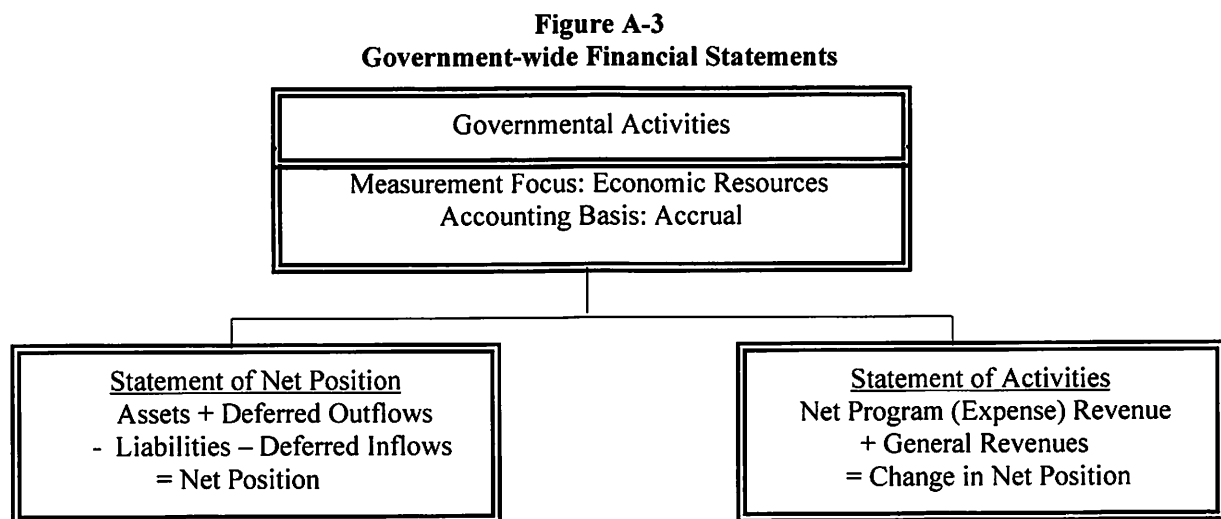 Figure A-3
Government-wide Financial Statements
Governmental Activities
Measurement Focus: Economic Resources
Accounting Basis: Accrual
Statement of Net Position
Assets + Deferred Outflows
- Liabilities – Deferred Inflows
= Net Position
Statement of Activities
Net Program (Expense) Revenue
+ General Revenues
= Change in Net Position